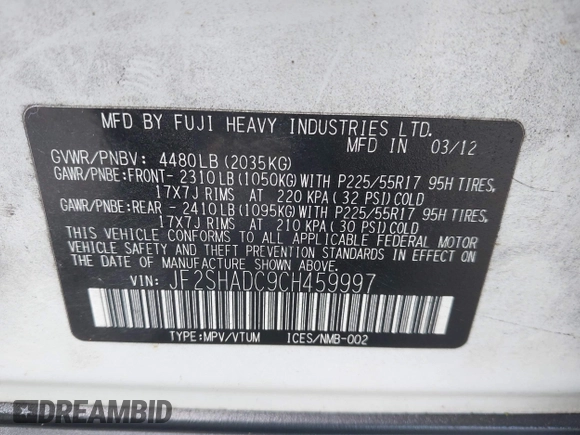 MFD BY FUJI HEAVY INDUSTRIES LTD.
MFD IN 03/12
GVWR/PNBV: 4480LB(2035KG)
GAWR/PNBE:FRONT- 2310LB(1050KG)WITH P225/55R17 95H TIRES,
17X7J RIMS AT 220 KPA(32 PSI)COLD
GAWR/PNBE:REAR - 2410LB(1095KG)WITH P225/55R17 95H TIRES,
17X7J RIMS AT 210 KPA(30 PSI)COLD
THIS VEHICLE CONFORMS TO ALL APPLICABLE FEDERAL MOTOR
VEHICLE SAFETY AND THEFT PREVENTION STANDARDS IN EFFECT
ON THE DATE OF MANUFACTURE SHOWN ABOVE.
VIN: JF2SHADC9CH459997
TYPE:MPV/VTUM ICES/NMB-002
DREAMBID